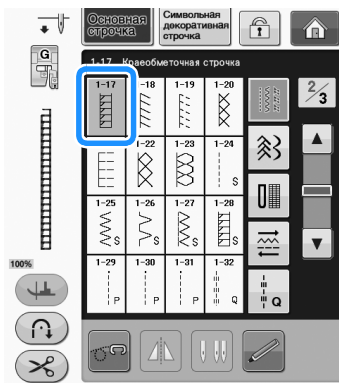 Основная
строчка
Символьная
декоративная
строчка
G
1-17 Краеобметочная строчка
1-17 -18 1-19 1-20
2/3
-22 1-23 1-24
S
1-25 1-26 1-27 1-28
S S S S
1-29 1-30 1-31 1-32
P P P Q
Q
100%